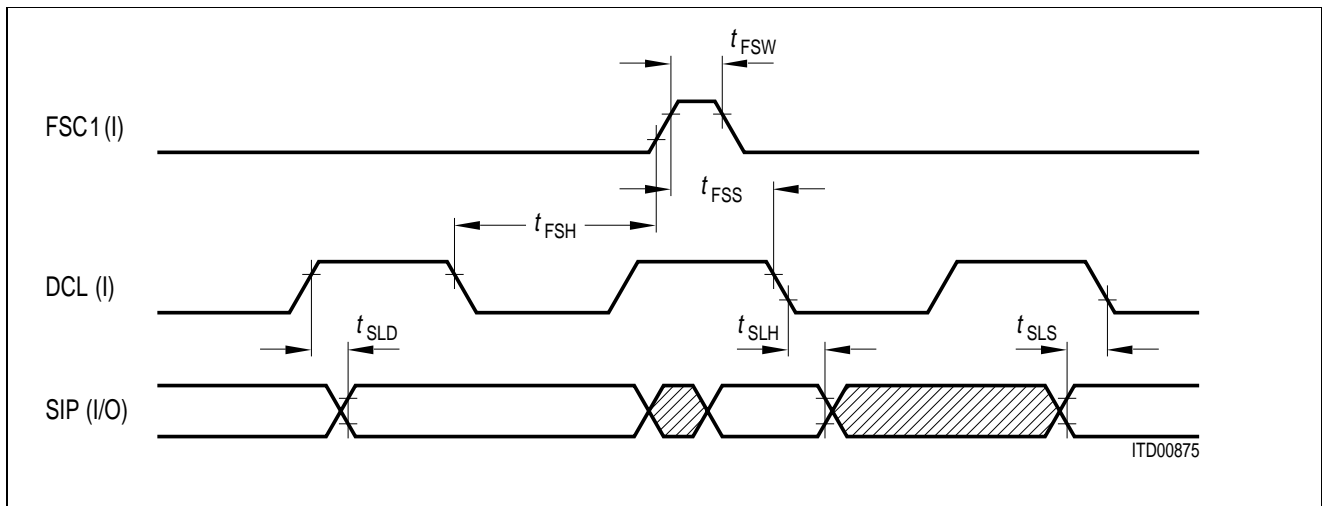 t FSW
FSC1 (I)
t FSS
t FSH
DCL (I)
t SLD
t SLH
t SLS
SIP (I/O)
ITD00875